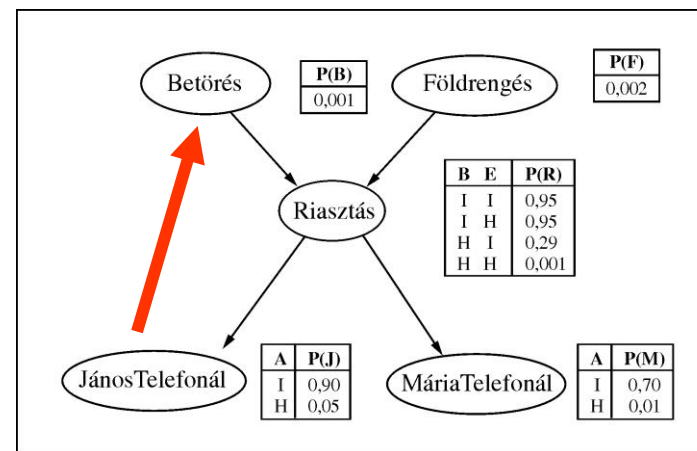 Betörés
P(B)
0,001
Földrengés
P(F)
0,002
Riasztás
B E P(R)
I I 0,95
I H 0,95
H I 0,29
H H 0,001
JánosTelefonál
A P(J)
I 0,90
H 0,05
MáriaTelefonál
A P(M)
I 0,70
H 0,01